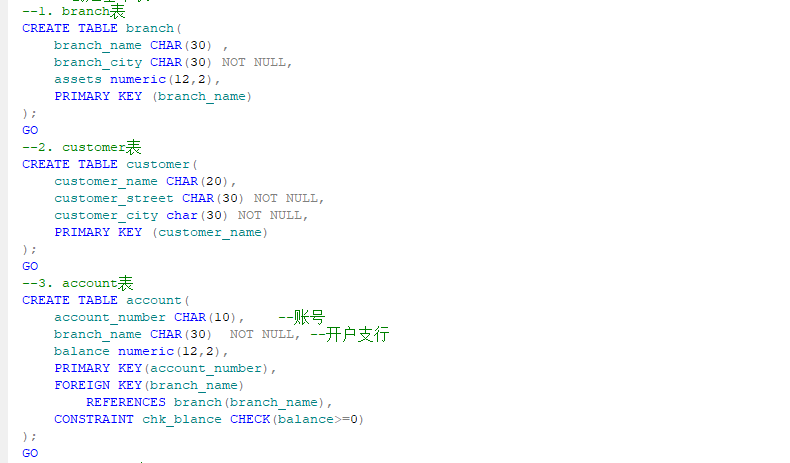 --1. branch表
CREATE TABLE branch(
branch_name CHAR(30) ,
branch_city CHAR(30) NOT NULL,
assets numeric(12,2),
PRIMARY KEY (branch_name)
);
GO
--2. customer表
CREATE TABLE customer(
customer_name CHAR(20),
customer_street CHAR(30) NOT NULL,
customer_city char(30) NOT NULL,
PRIMARY KEY (customer_name)
);
GO
--3. account表
CREATE TABLE account(
account_number CHAR(10), --账号
branch_name CHAR(30) NOT NULL, --开户支行
balance numeric(12,2),
PRIMARY KEY(account_number),
FOREIGN KEY(branch_name)
REFERENCES branch(branch_name),
CONSTRAINT chk_blance CHECK(balance>=0)
);
GO